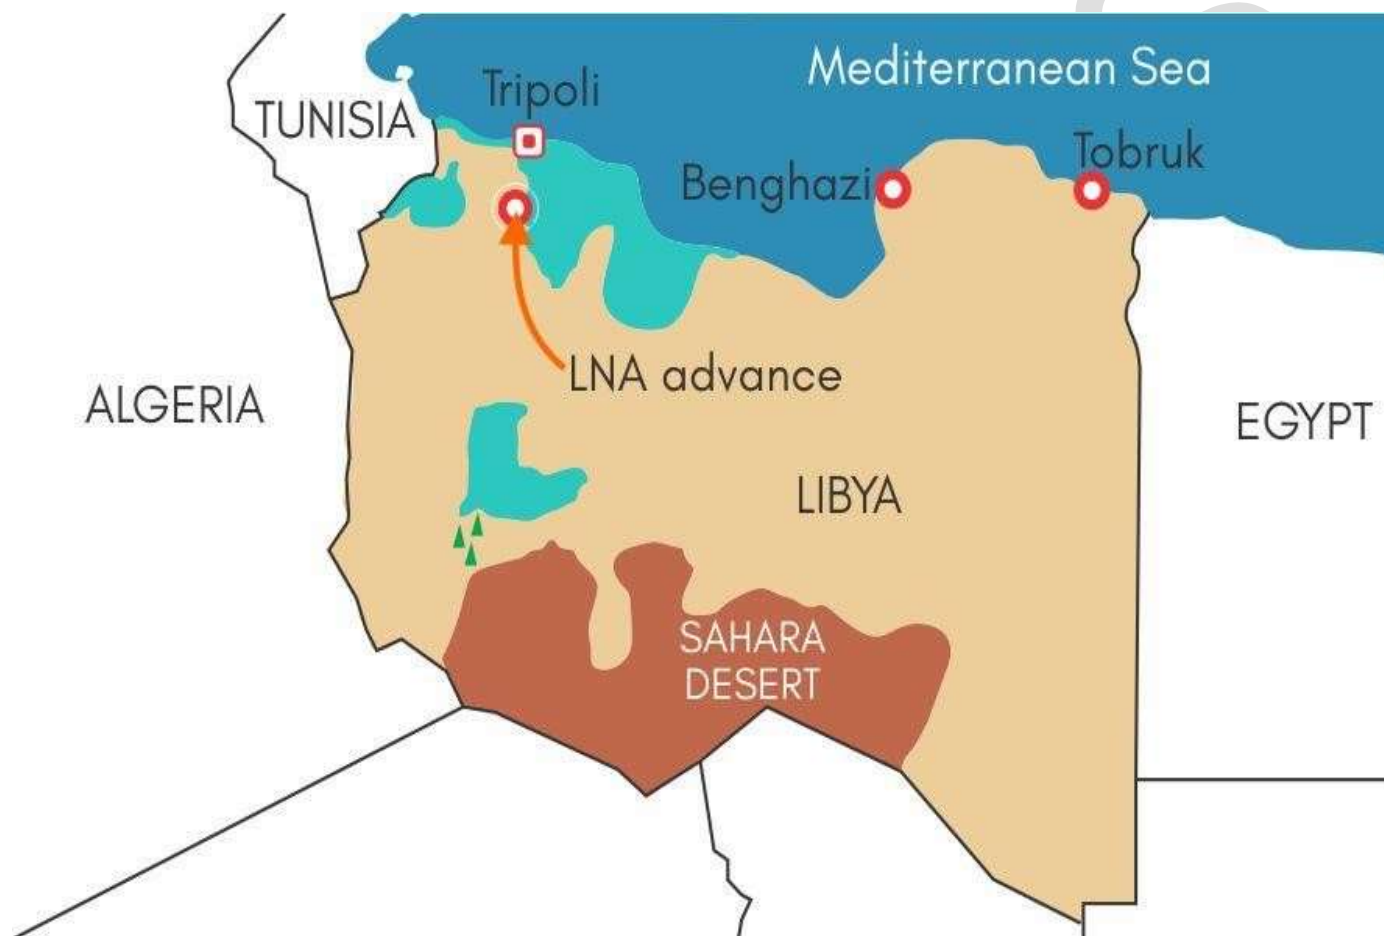 Mediterranean Sea
Tripoli
TUNISIA
Tobruk
Benghazi
LNA advance
ALGERIA
EGYPT
LIBYA
SAHARA
DESERT